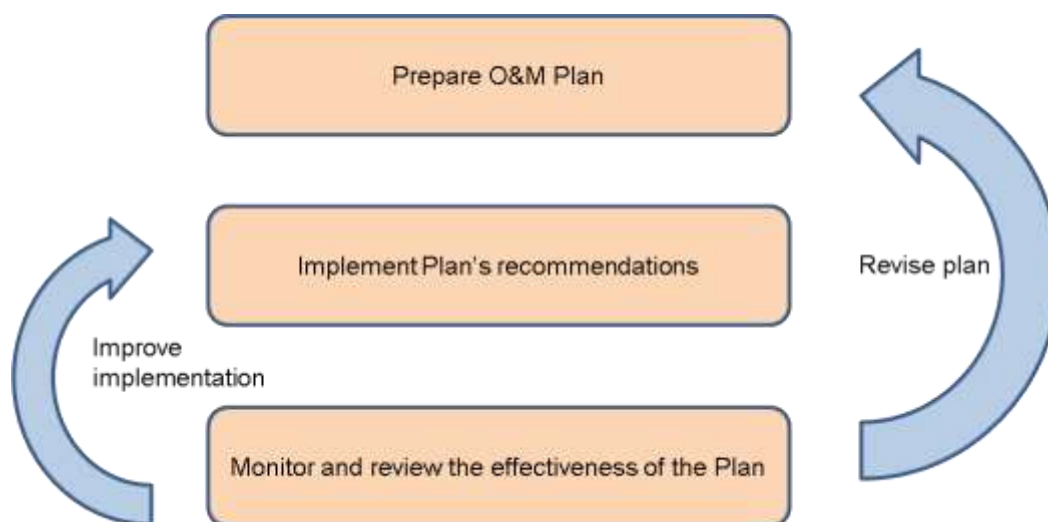 Prepare O&M Plan
Implement Plan's recommendations
Revise plan
Improve
implementation
Monitor and review the effectiveness of the Plan